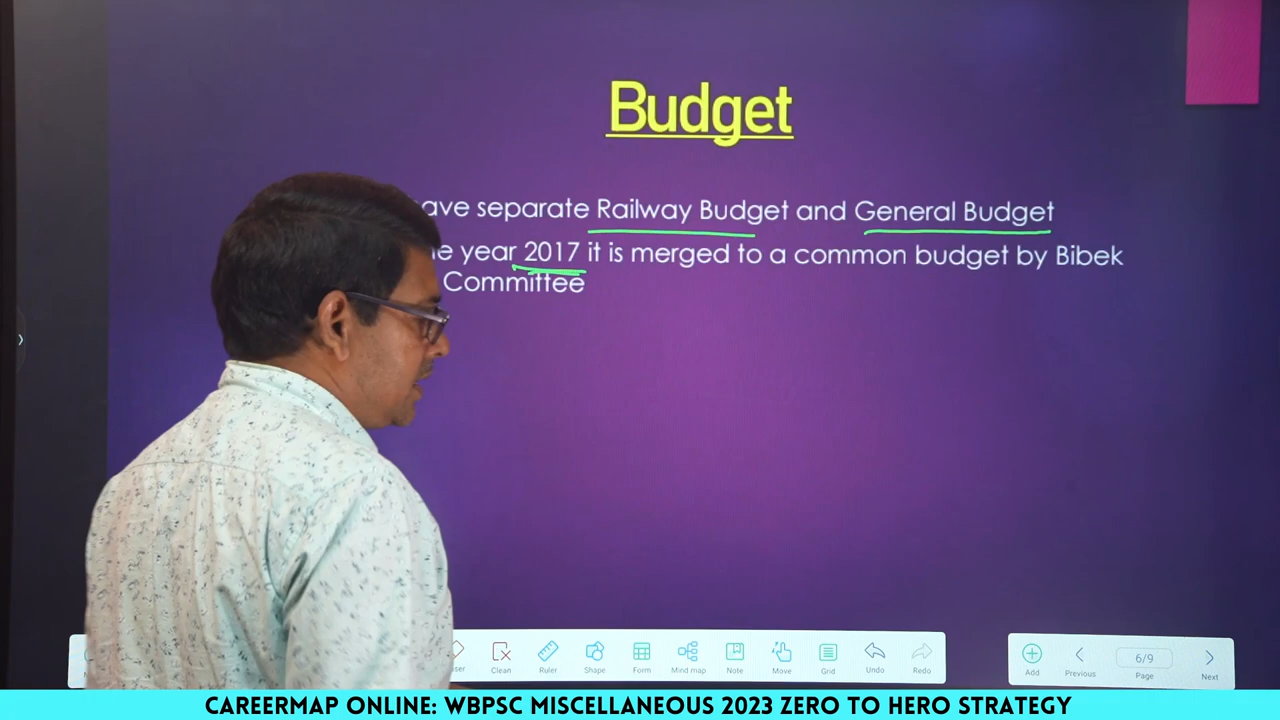 Budget
ave separate Railway Budget and General Budget
e year 2017 it is merged to a common budget by Bibek
Committee
Clean
Ruler
Shape
Form
Mind map
Note
Move
Grid
Undo
Redo
Add
Previous
6/9
Page
Next
CAREERMAP ONLINE: WBPSC MISCELLANEOUS 2023 ZERO TO HERO STRATEGY